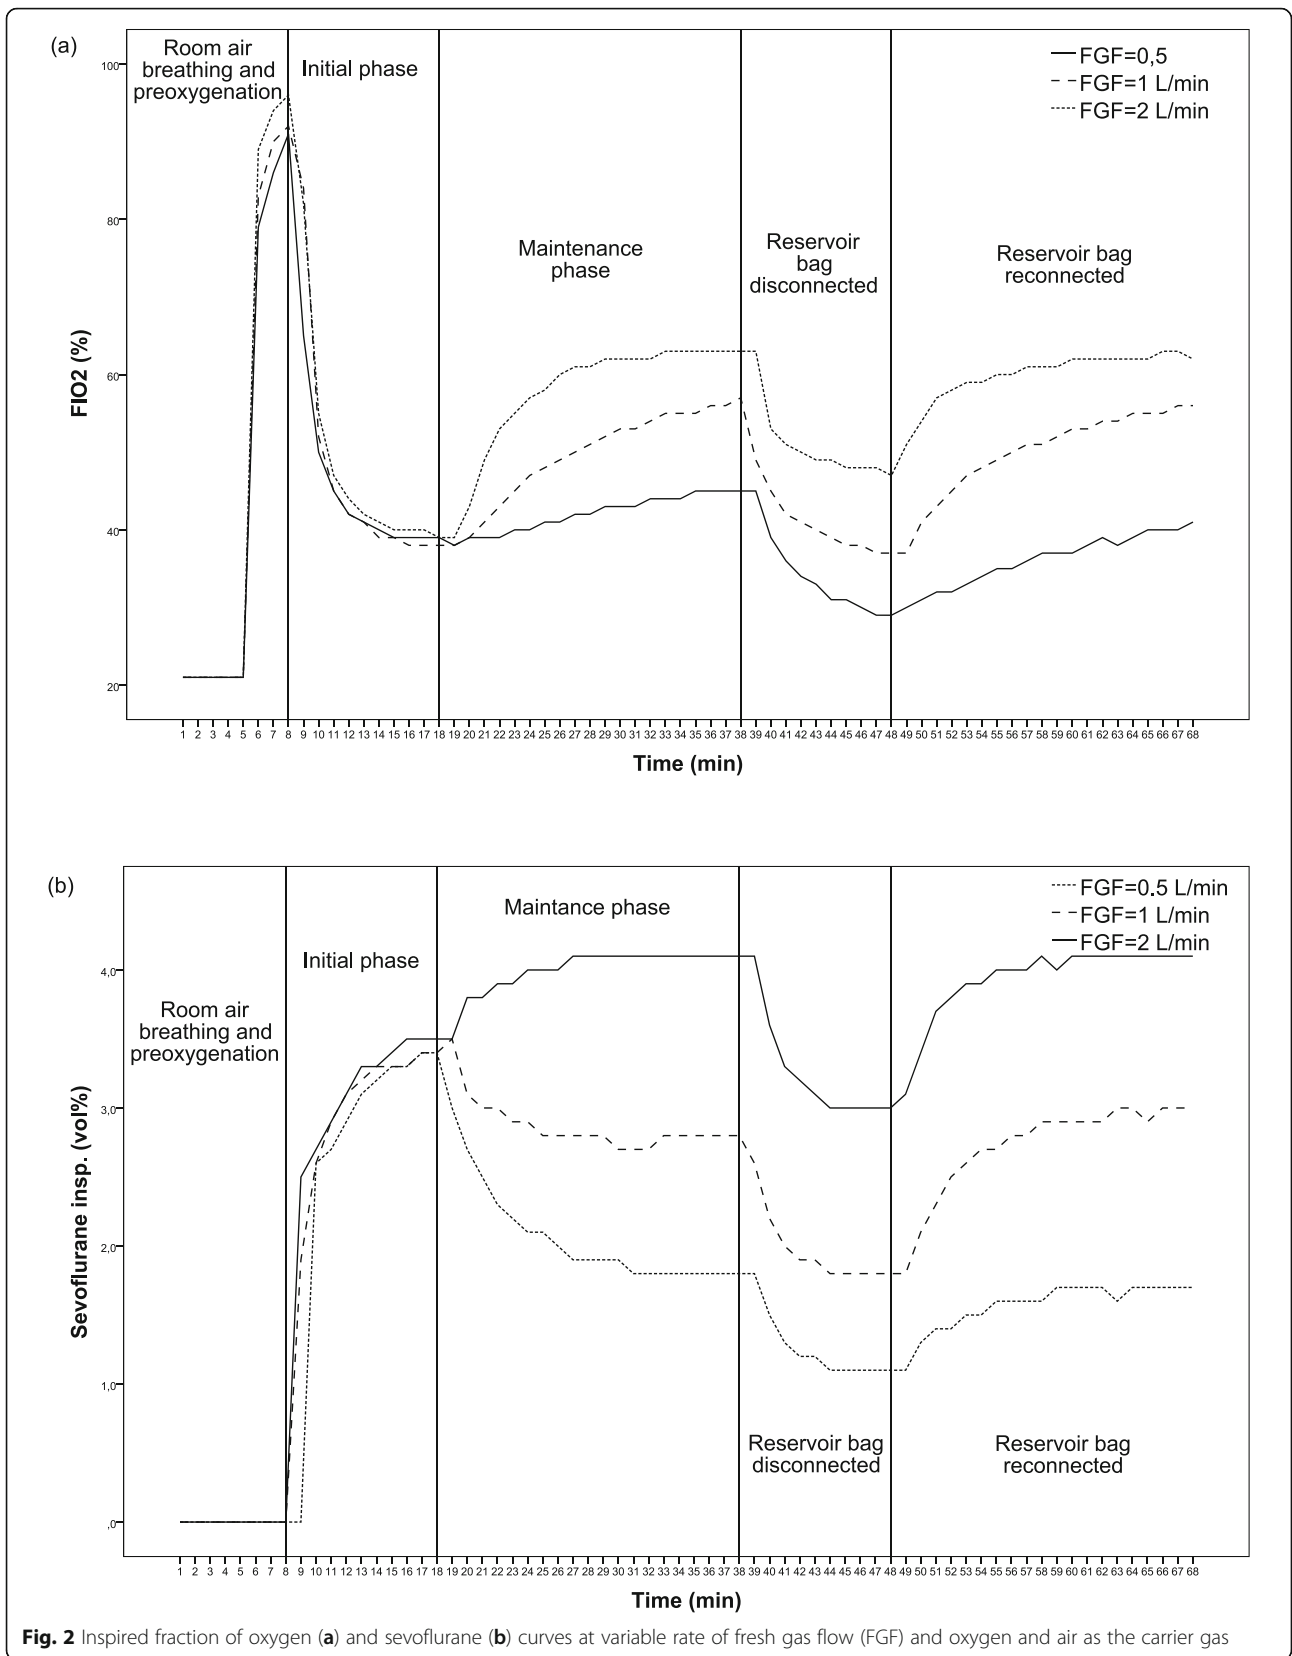 (a)
Room air
breathing and
preoxygenation
Initial phase
FGF=0,5
FGF=1 L/min
FGF=2 L/min
Maintenance
phase
Reservoir
bag
disconnected
Reservoir bag
reconnected
FIO2 (%)
100
80
60
40
20
1 2 3 4 5 6 7 8 9 10 11 12 13 14 15 16 17 18 19 20 21 22 23 24 25 26 27 28 29 30 31 32 33 34 35 36 37 38 39 40 41 42 43 44 45 46 47 48 49 50 51 52 53 54 55 56 57 58 59 60 61 62 63 64 65 66 67 68
Time (min)
(b)
Room air
breathing and
preoxygenation
Initial phase
Maintance phase
FGF=0.5 L/min
FGF=1 L/min
FGF=2 L/min
Reservoir bag
disconnected
Reservoir bag
reconnected
Sevoflurane insp. (vol%)
4,0
3,0
2,0
1,0
,0
1 2 3 4 5 6 7 8 9 10 11 12 13 14 15 16 17 18 19 20 21 22 23 24 25 26 27 28 29 30 31 32 33 34 35 36 37 38 39 40 41 42 43 44 45 46 47 48 49 50 51 52 53 54 55 56 57 58 59 60 61 62 63 64 65 66 67 68
Time (min)
Fig. 2 Inspired fraction of oxygen (a) and sevoflurane (b) curves at variable rate of fresh gas flow (FGF) and oxygen and air as the carrier gas